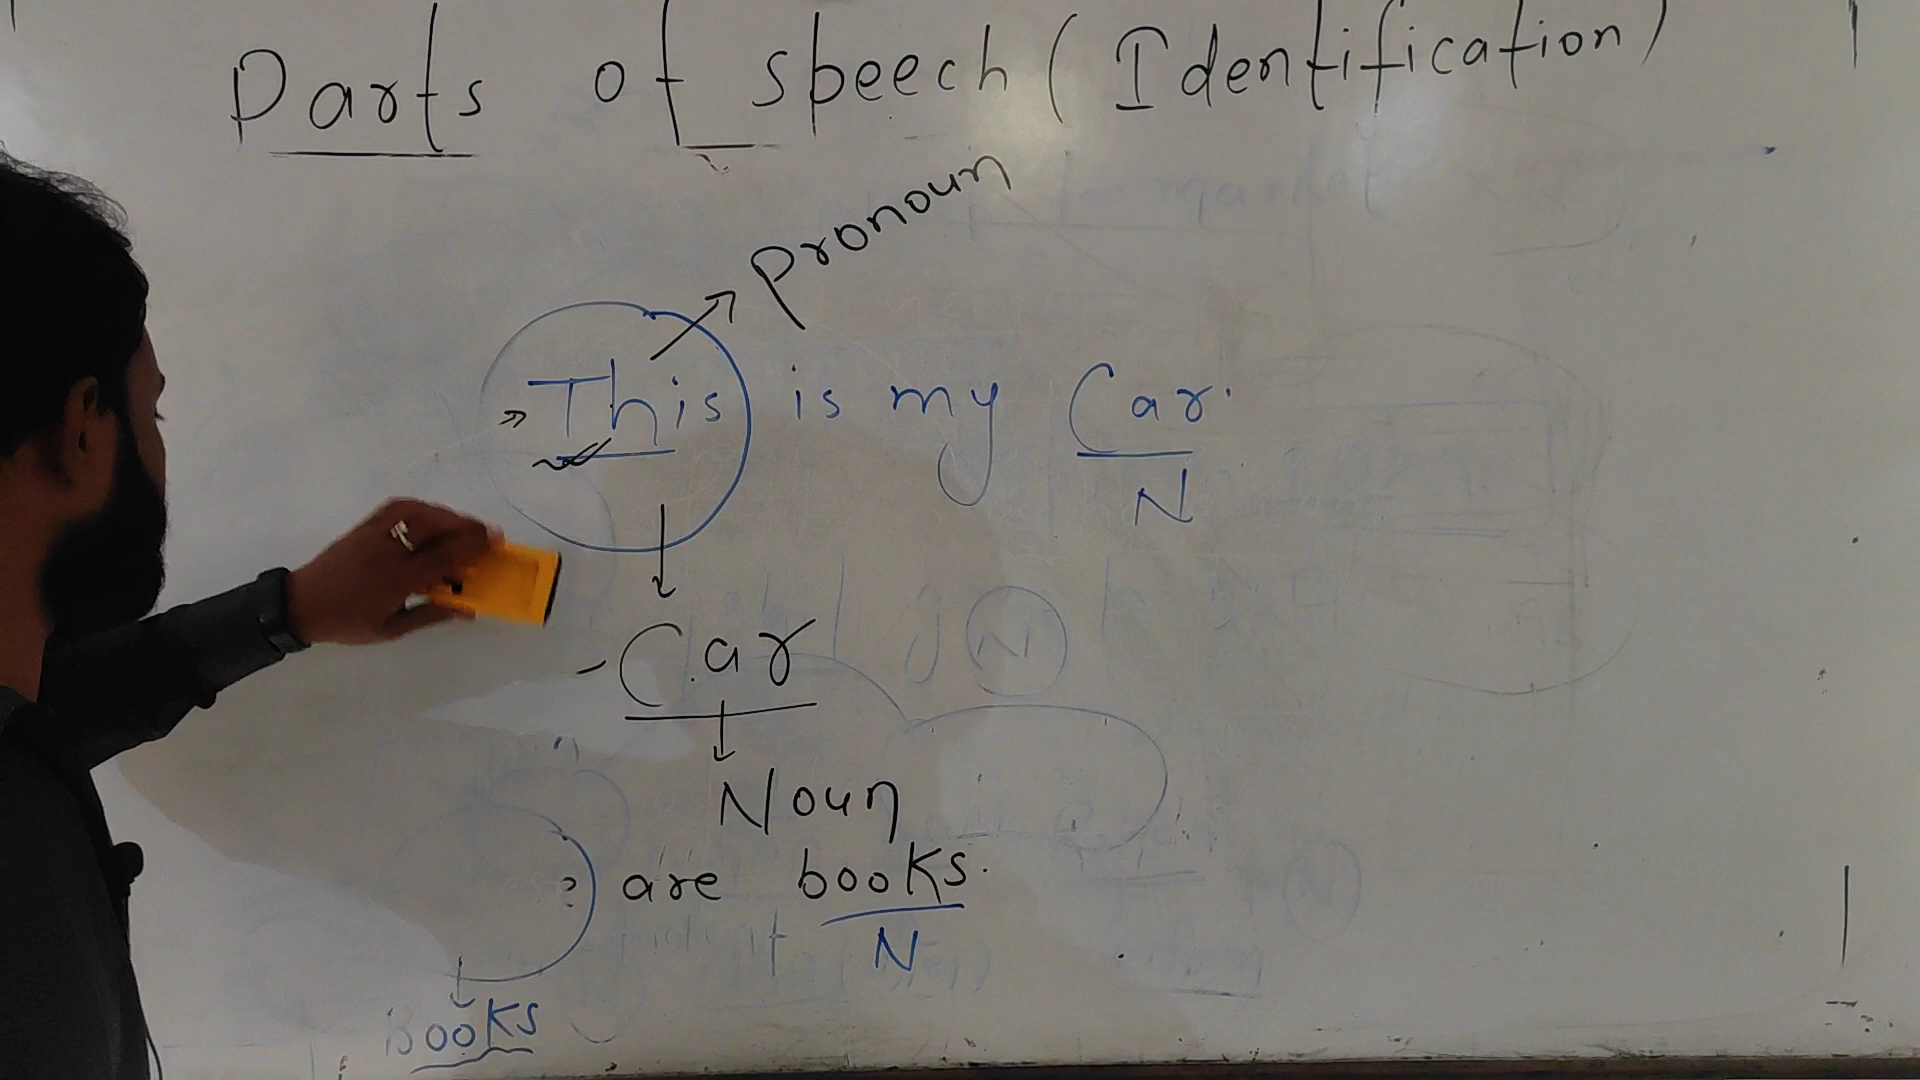 Parts of speech (Identification)
Pronoun
This is my Car.
N
Car
Noun
are books.
N
Books